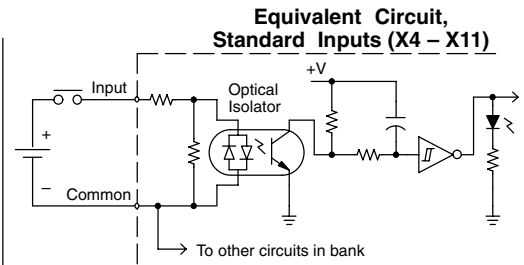 Equivalent Circuit,
Standard Inputs (X4 – X11)
+V
Input
Optical
Isolator
+
–
Common
To other circuits in bank